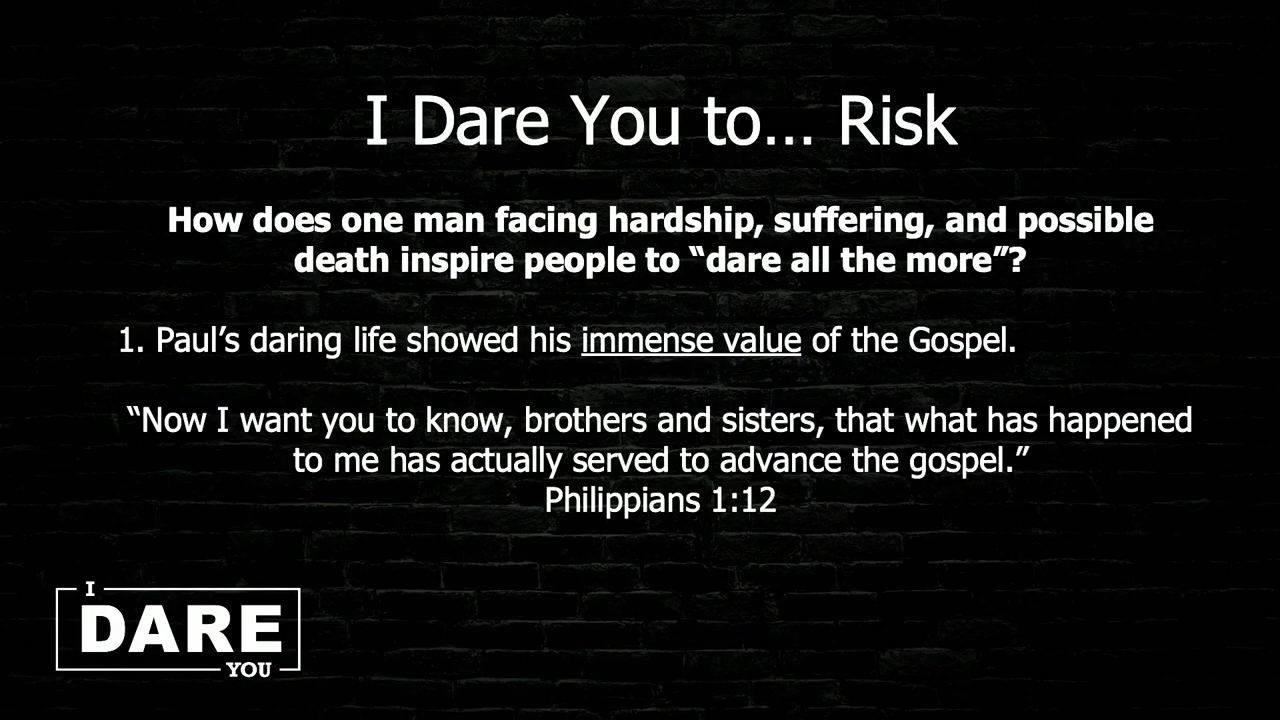 I Dare You to... Risk
How does one man facing hardship, suffering, and possible
death inspire people to “dare all the more”?
1. Paul’s daring life showed his immense value of the Gospel.
“Now I want you to know, brothers and sisters, that what has happened
to me has actually served to advance the gospel.”
Philippians 1:12
I
DARE
YOU